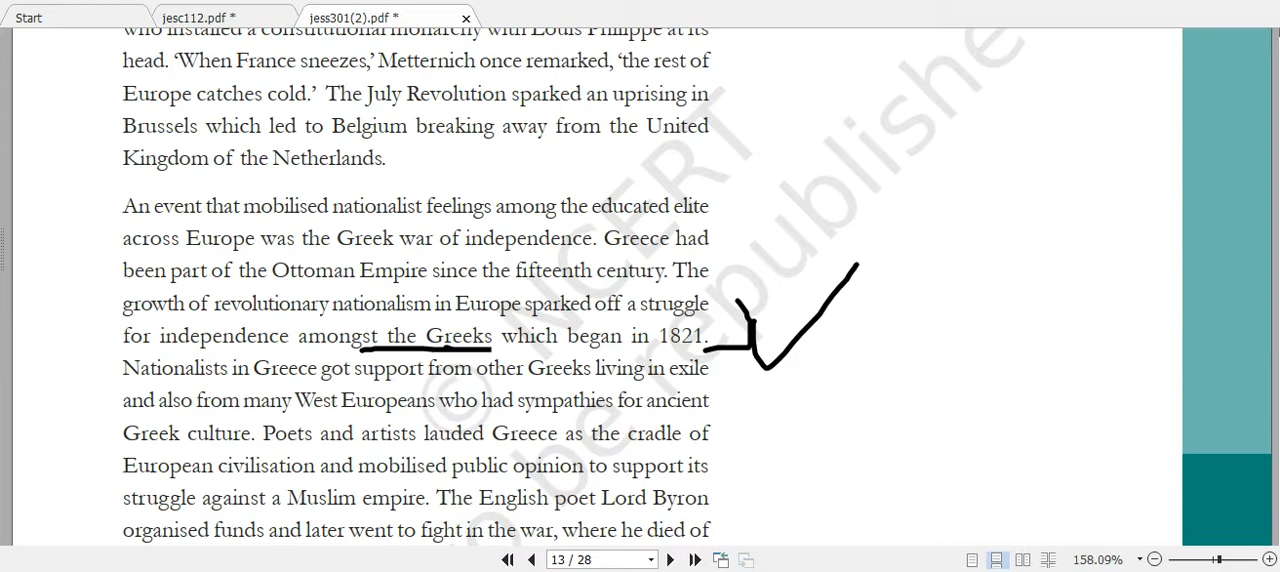 Start
jesc112.pdf *
jess301(2).pdf *
who installed a constitutional monarchy with Louis Philippe at its
head. ‘When France sneezes,’ Metternich once remarked, ‘the rest of
Europe catches cold.’ The July Revolution sparked an uprising in
Brussels which led to Belgium breaking away from the United
Kingdom of the Netherlands.
An event that mobilised nationalist feelings among the educated elite
across Europe was the Greek war of independence. Greece had
been part of the Ottoman Empire since the fifteenth century. The
growth of revolutionary nationalism in Europe sparked off a struggle
for independence amongst the Greeks which began in 1821.
Nationalists in Greece got support from other Greeks living in exile
and also from many West Europeans who had sympathies for ancient
Greek culture. Poets and artists lauded Greece as the cradle of
European civilisation and mobilised public opinion to support its
struggle against a Muslim empire. The English poet Lord Byron
organised funds and later went to fight in the war, where he died of
© NCERT
be republishe
13 / 28
158.09%